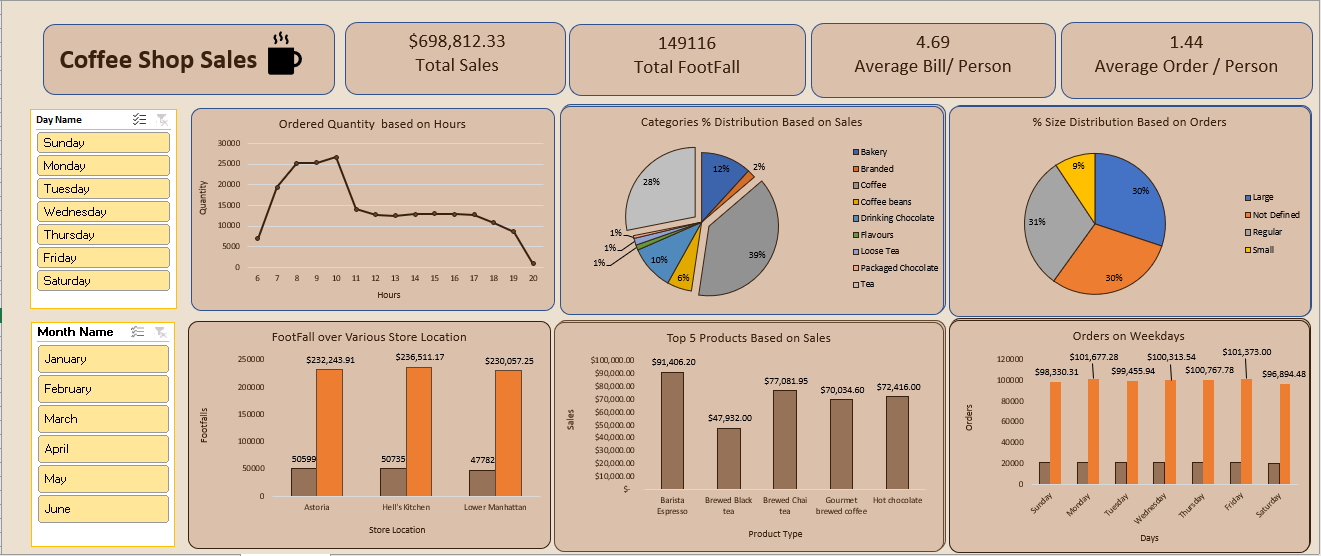 Coffee Shop Sales
$698,812.33
Total Sales
149116
Total FootFall
4.69
Average Bill/ Person
1.44
Average Order / Person
Day Name
Sunday
Monday
Tuesday
Wednesday
Thursday
Friday
Saturday
Month Name
January
February
March
April
May
June
Ordered Quantity based on Hours
Quantity
30000
25000
20000
15000
10000
5000
0
6 7 8 9 10 11 12 13 14 15 16 17 18 19 20
Hours
Categories % Distribution Based on Sales
12%
2%
39%
6%
10%
1%
1%
1%
28%
Bakery
Branded
Coffee
Coffee beans
Drinking Chocolate
Flavours
Loose Tea
Packaged Chocolate
Tea
% Size Distribution Based on Orders
30%
30%
31%
9%
Large
Not Defined
Regular
Small
FootFall over Various Store Location
Footfalls
250000
200000
150000
100000
50000
0
$232,243.91
$236,511.17
$230,057.25
50599
50735
47782
Astoria
Hell's Kitchen
Lower Manhattan
Store Location
Top 5 Products Based on Sales
Sales
$100,000.00
$90,000.00
$80,000.00
$70,000.00
$60,000.00
$50,000.00
$40,000.00
$30,000.00
$20,000.00
$10,000.00
$-
$91,406.20
$47,932.00
$77,081.95
$70,034.60
$72,416.00
Barista
Espresso
Brewed Black
tea
Brewed Chai
tea
Gourmet
brewed coffee
Hot chocolate
Product Type
Orders on Weekdays
Orders
120000
100000
80000
60000
40000
20000
0
$98,330.31
$101,677.28
$99,455.94
$100,313.54
$100,767.78
$101,373.00
$96,894.48
Sunday
Monday
Tuesday
Wednesday
Thursday
Friday
Saturday
Days